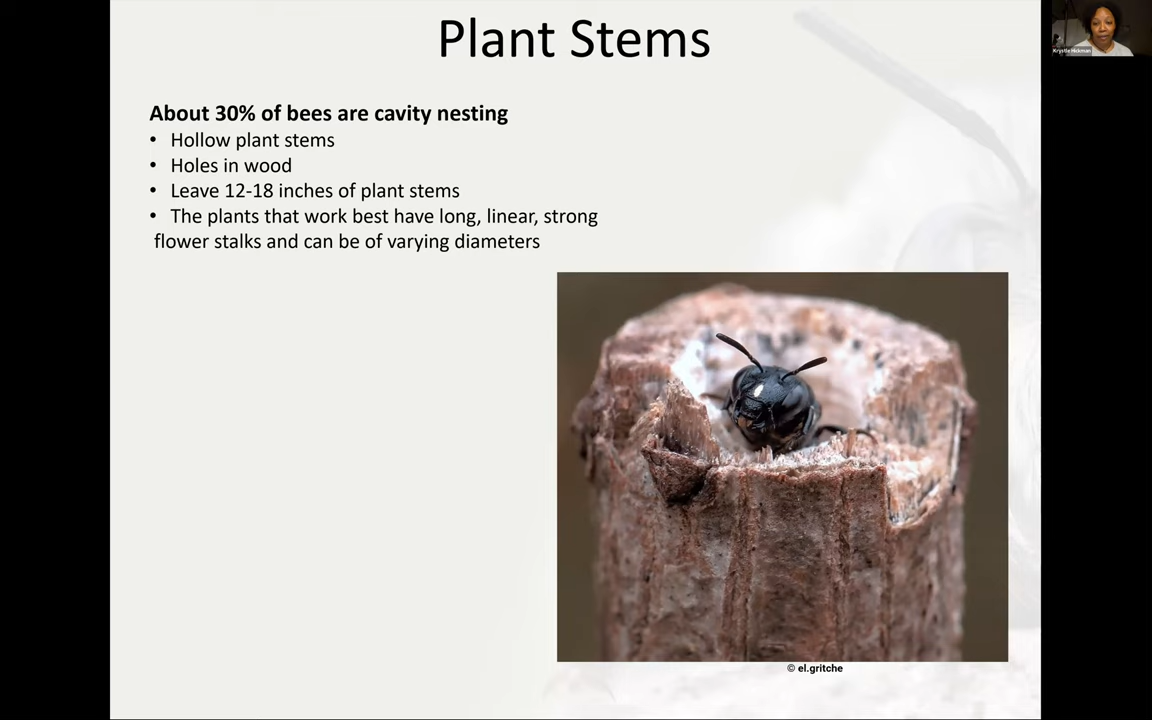 Plant Stems
Krystle Hickman
About 30% of bees are cavity nesting
• Hollow plant stems
• Holes in wood
• Leave 12-18 inches of plant stems
• The plants that work best have long, linear, strong
flower stalks and can be of varying diameters
© el.gritche